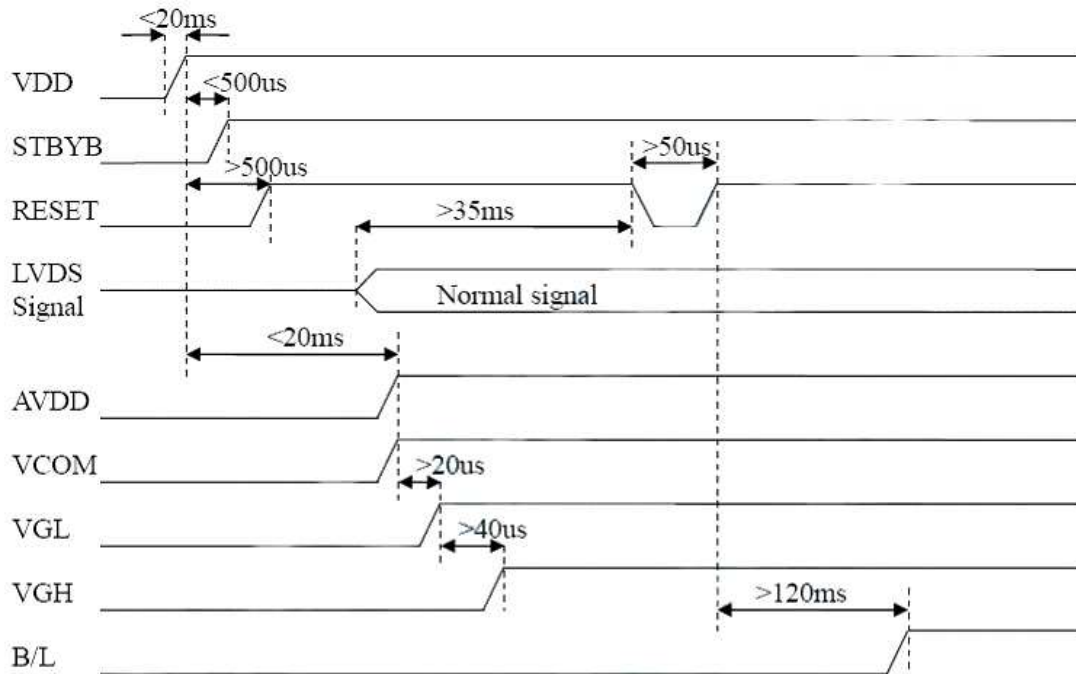 <20ms
VDD
<500us
STBYB
>50us
>500us
RESET
>35ms
LVDS
Signal
Normal signal
<20ms
AVDD
VCOM
>20us
VGL
>40us
VGH
>120ms
B/L